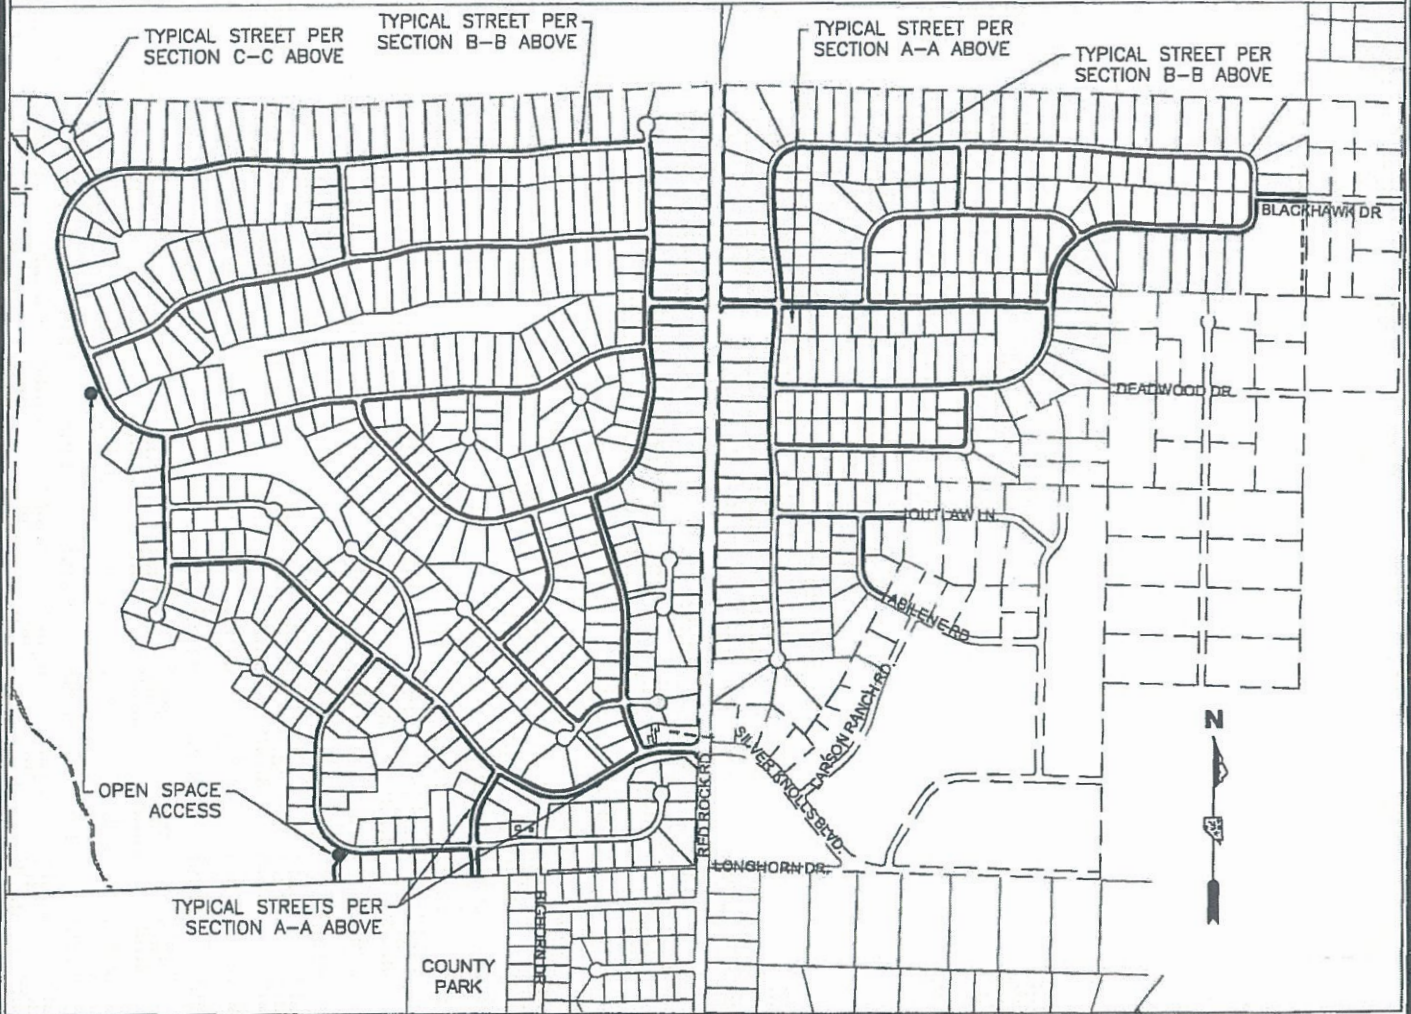 TYPICAL STREET PER
SECTION C-C ABOVE
TYPICAL STREET PER
SECTION B-B ABOVE
TYPICAL STREET PER
SECTION A-A ABOVE
TYPICAL STREET PER
SECTION B-B ABOVE
BLACKHAWK DR
DEADWOOD DR.
OUTLAW LN.
ABILENE RD
CARSON RANCH RD.
SILVER KNOLLS BLVD.
RED ROCK RD
LONGHORN DR.
N
OPEN SPACE
ACCESS
TYPICAL STREETS PER
SECTION A-A ABOVE
BIGHORN DR
COUNTY
PARK